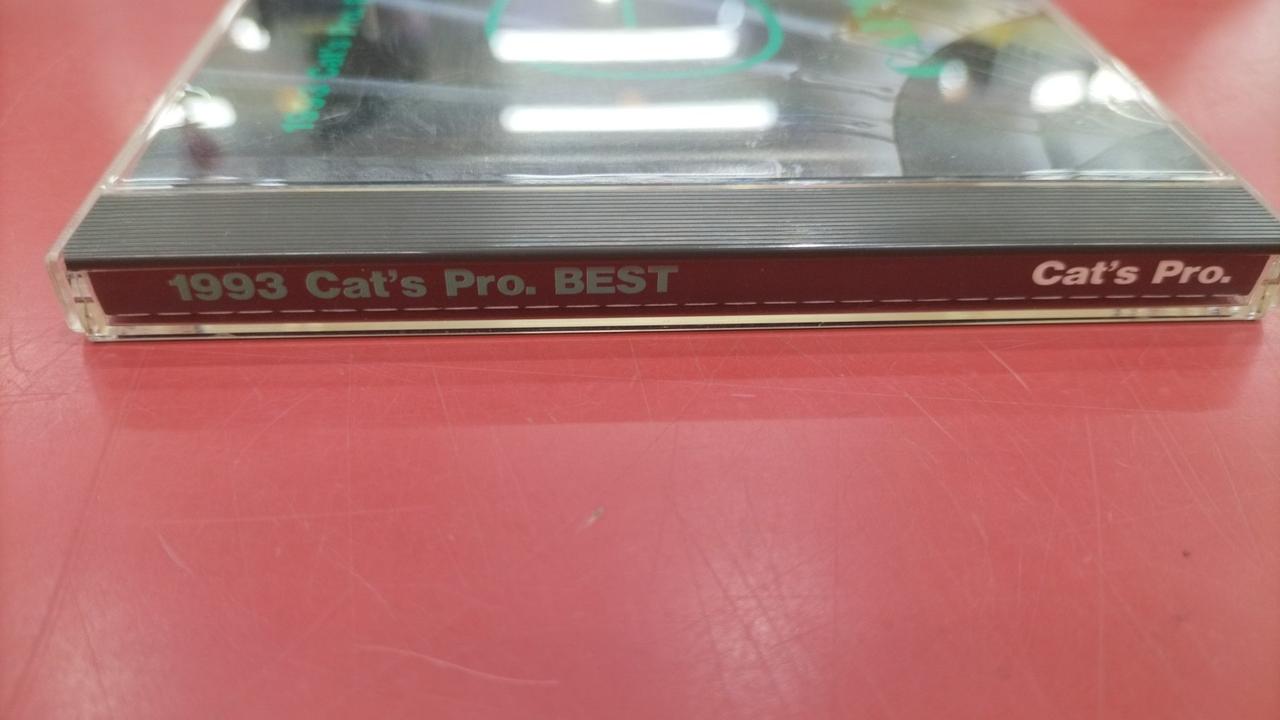 1993 Cat's Pro. BEST
Cat's Pro.